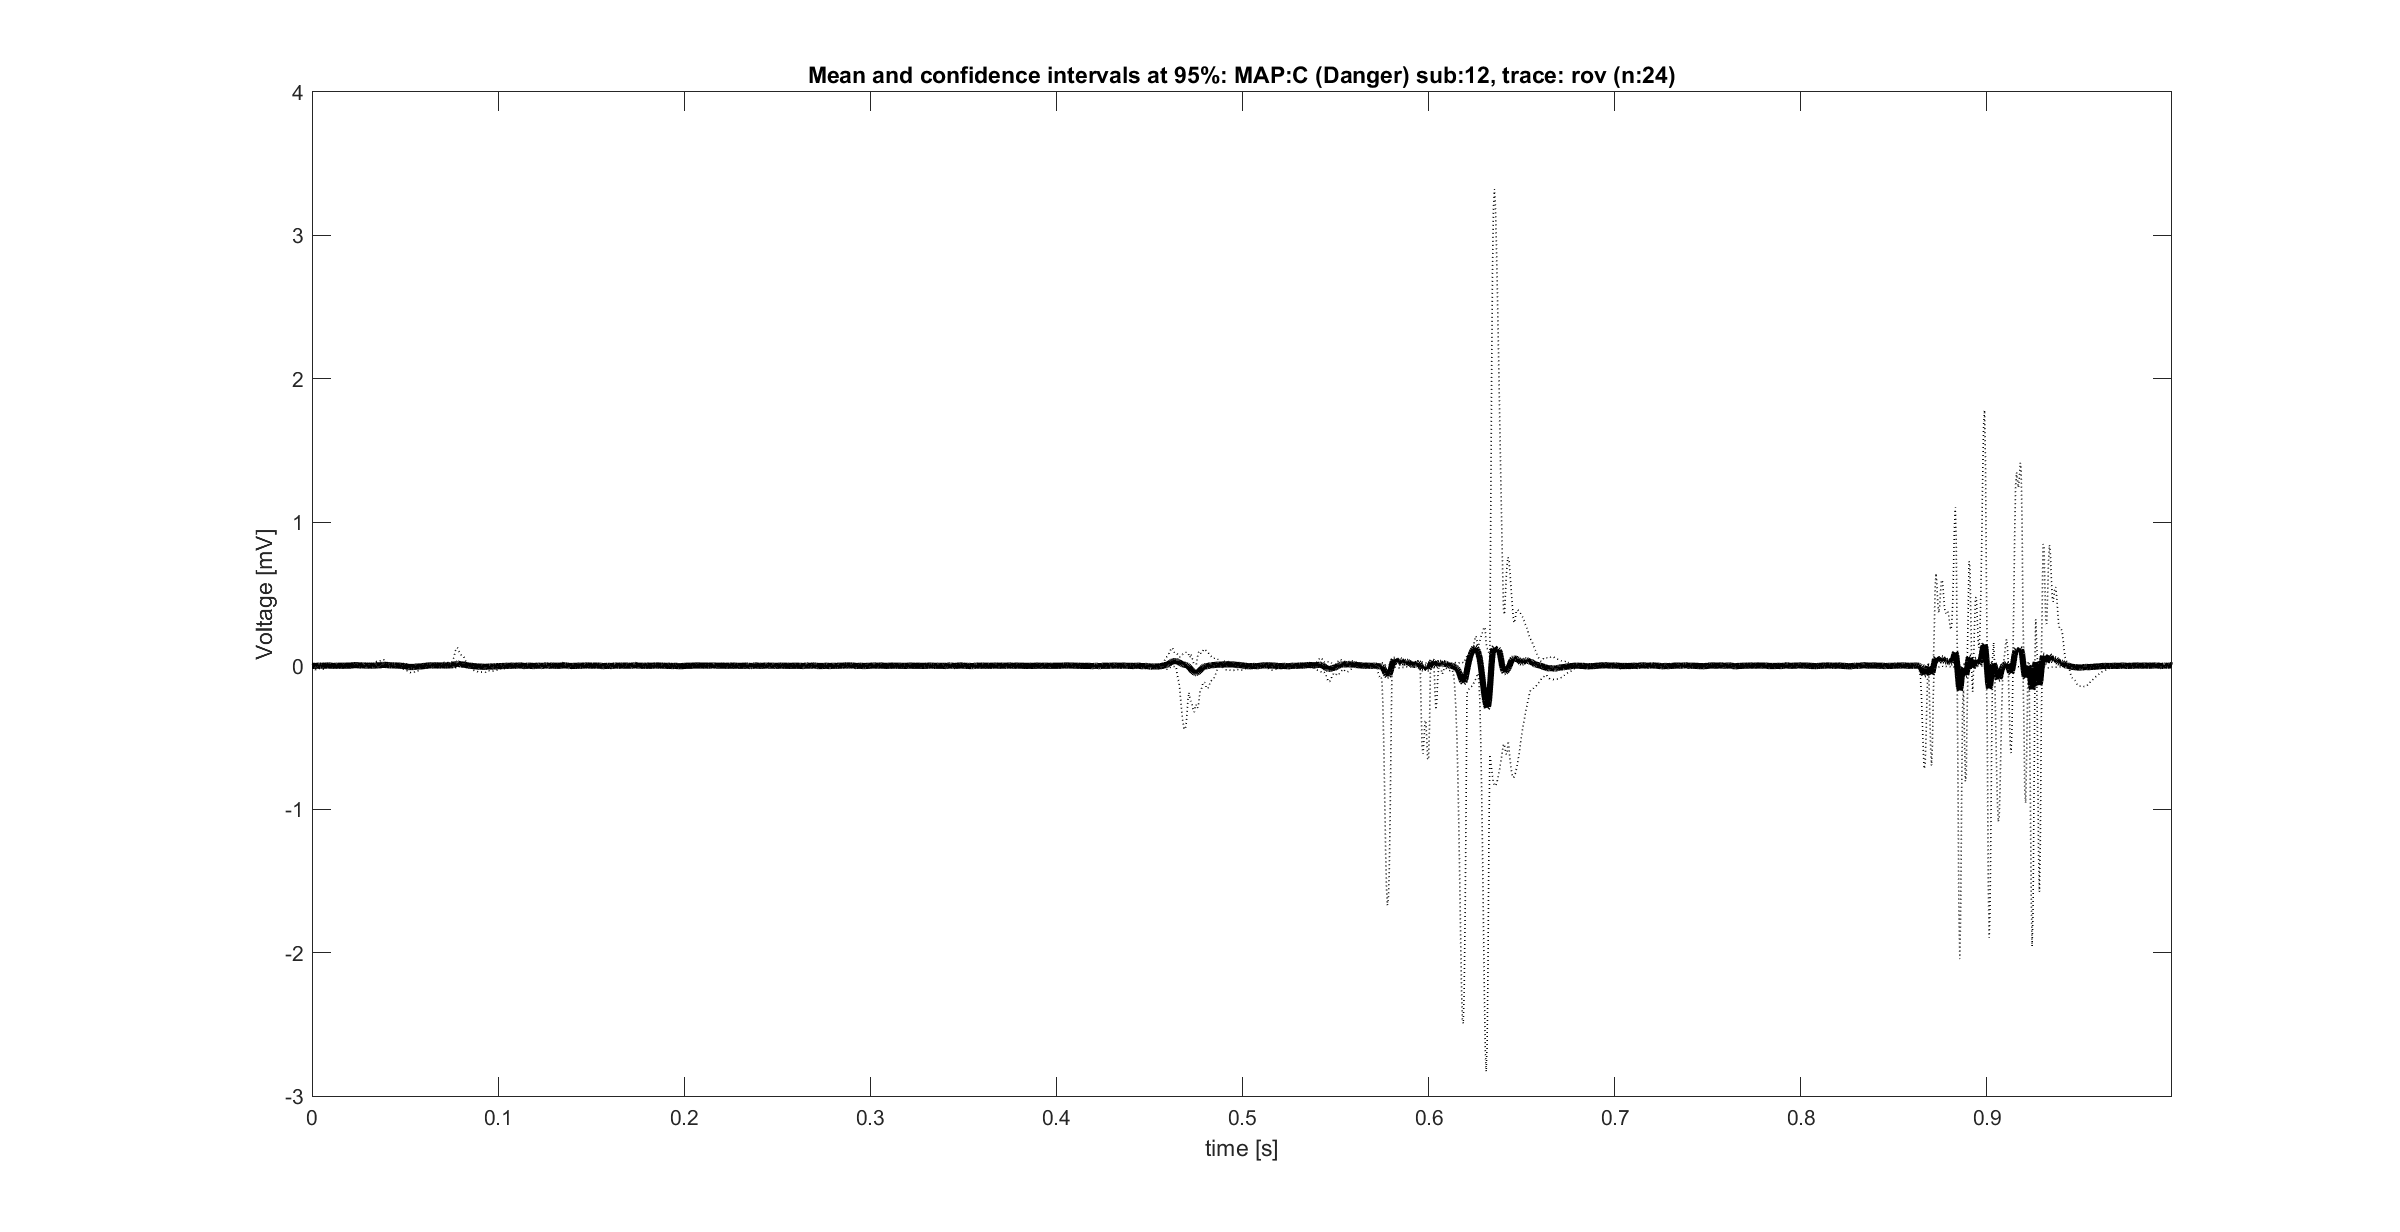 Mean and confidence intervals at 95%: MAP:C (Danger) sub:12, trace: rov (n:24)
4
3
2
1
0
-1
-2
-3
Voltage [mV]
0 0.1 0.2 0.3 0.4 0.5 0.6 0.7 0.8 0.9
time [s]